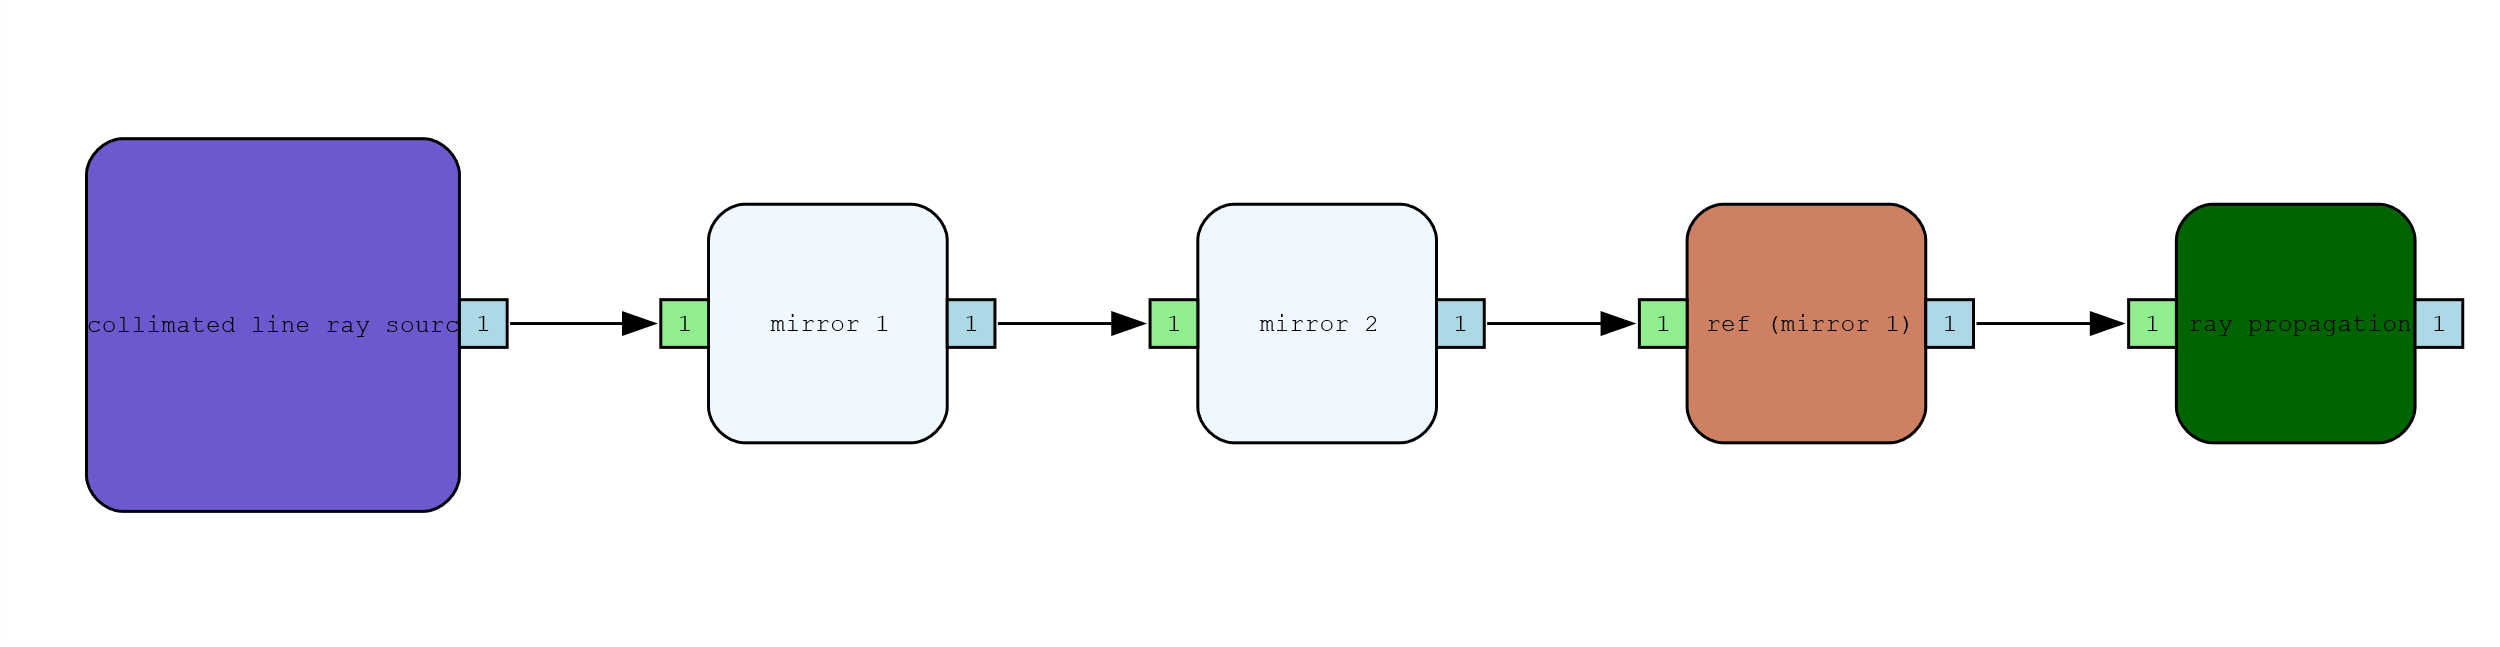 collimated line ray sourc 1
1 mirror 1 1
1 mirror 2 1
1 ref (mirror 1) 1
1 ray propagation 1